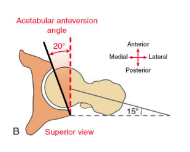 Acetabular anteversion
angle
20°
Anterior
Medial
Lateral
Posterior
15°
B
Superior view